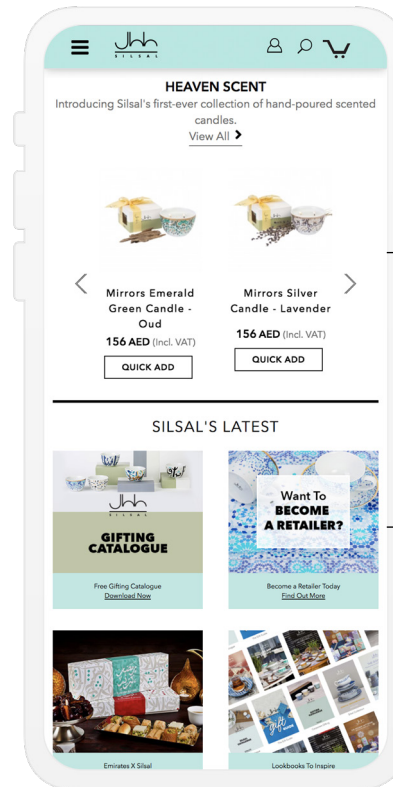 SILSAL
HEAVEN SCENT
Introducing Silsal's first-ever collection of hand-poured scented
candles.
View All
Mirrors Emerald
Green Candle -
Oud
156 AED (Incl. VAT)
QUICK ADD
Mirrors Silver
Candle - Lavender
156 AED (Incl. VAT)
QUICK ADD
SILSAL'S LATEST
SILSAL
GIFTING
CATALOGUE
Free Gifting Catalogue
Download Now
Want To
BECOME
A RETAILER?
Become a Retailer Today
Find Out More
Emirates X Silsal
gift
Lookbooks To Inspire